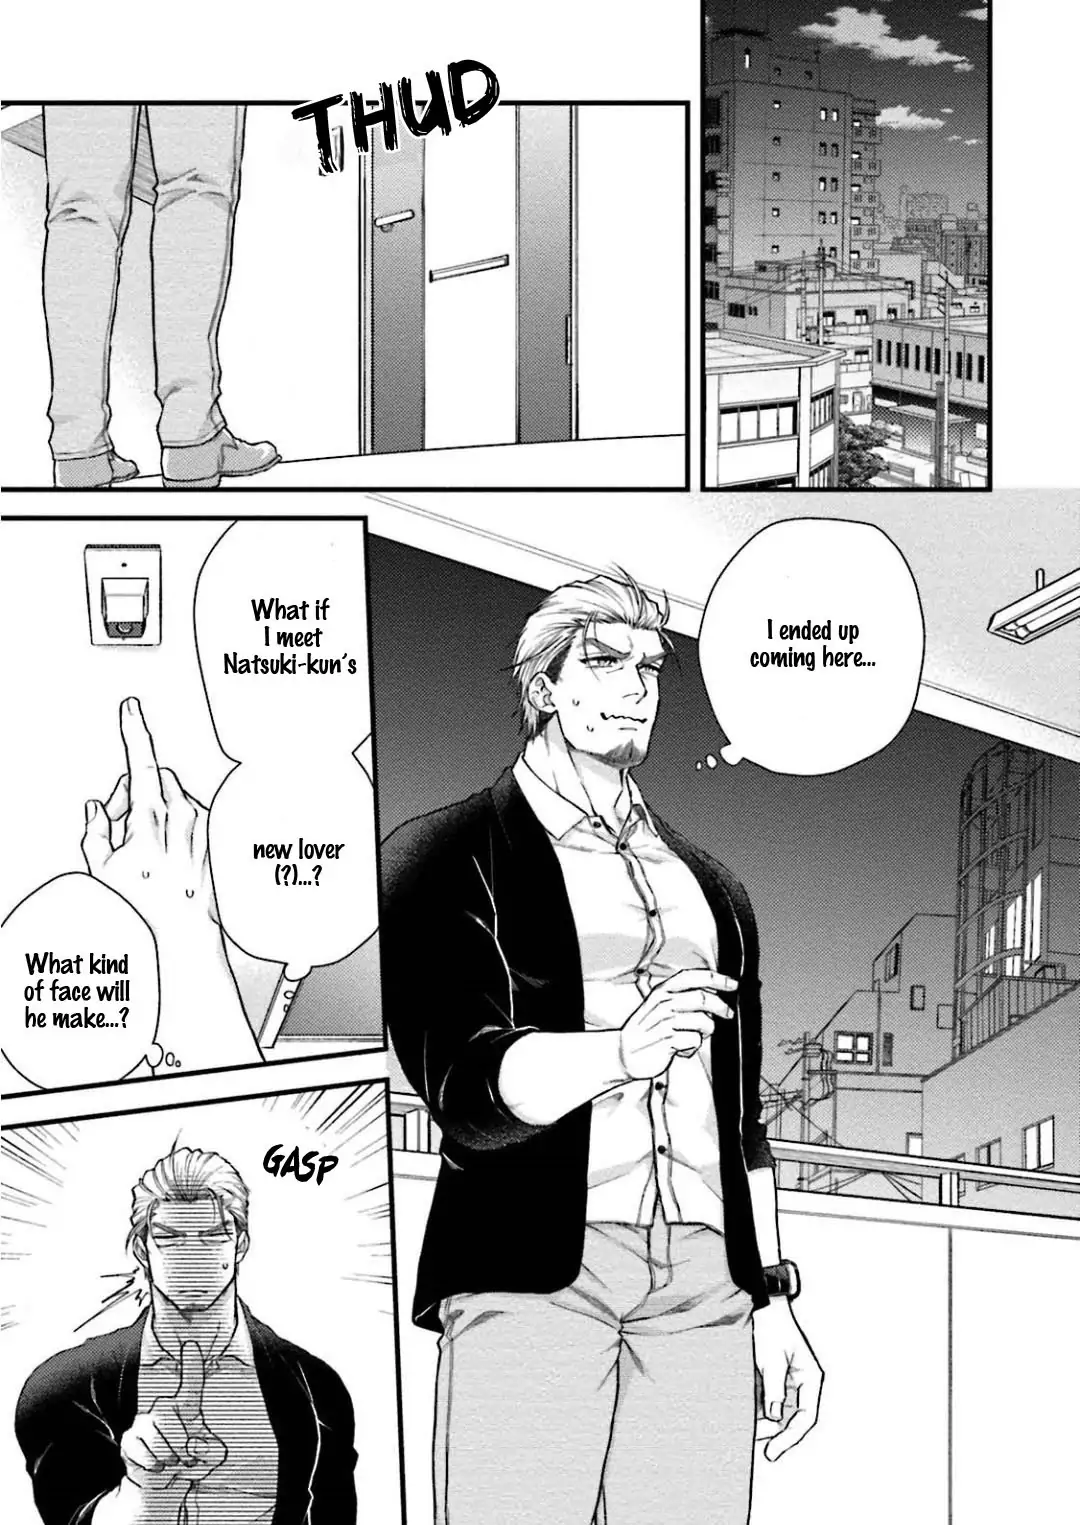 THUD
I ended up
coming here...
What if
I meet
Natsuki-kun's
new lover
(?)...?
What kind
of face will
he make...?
GASP